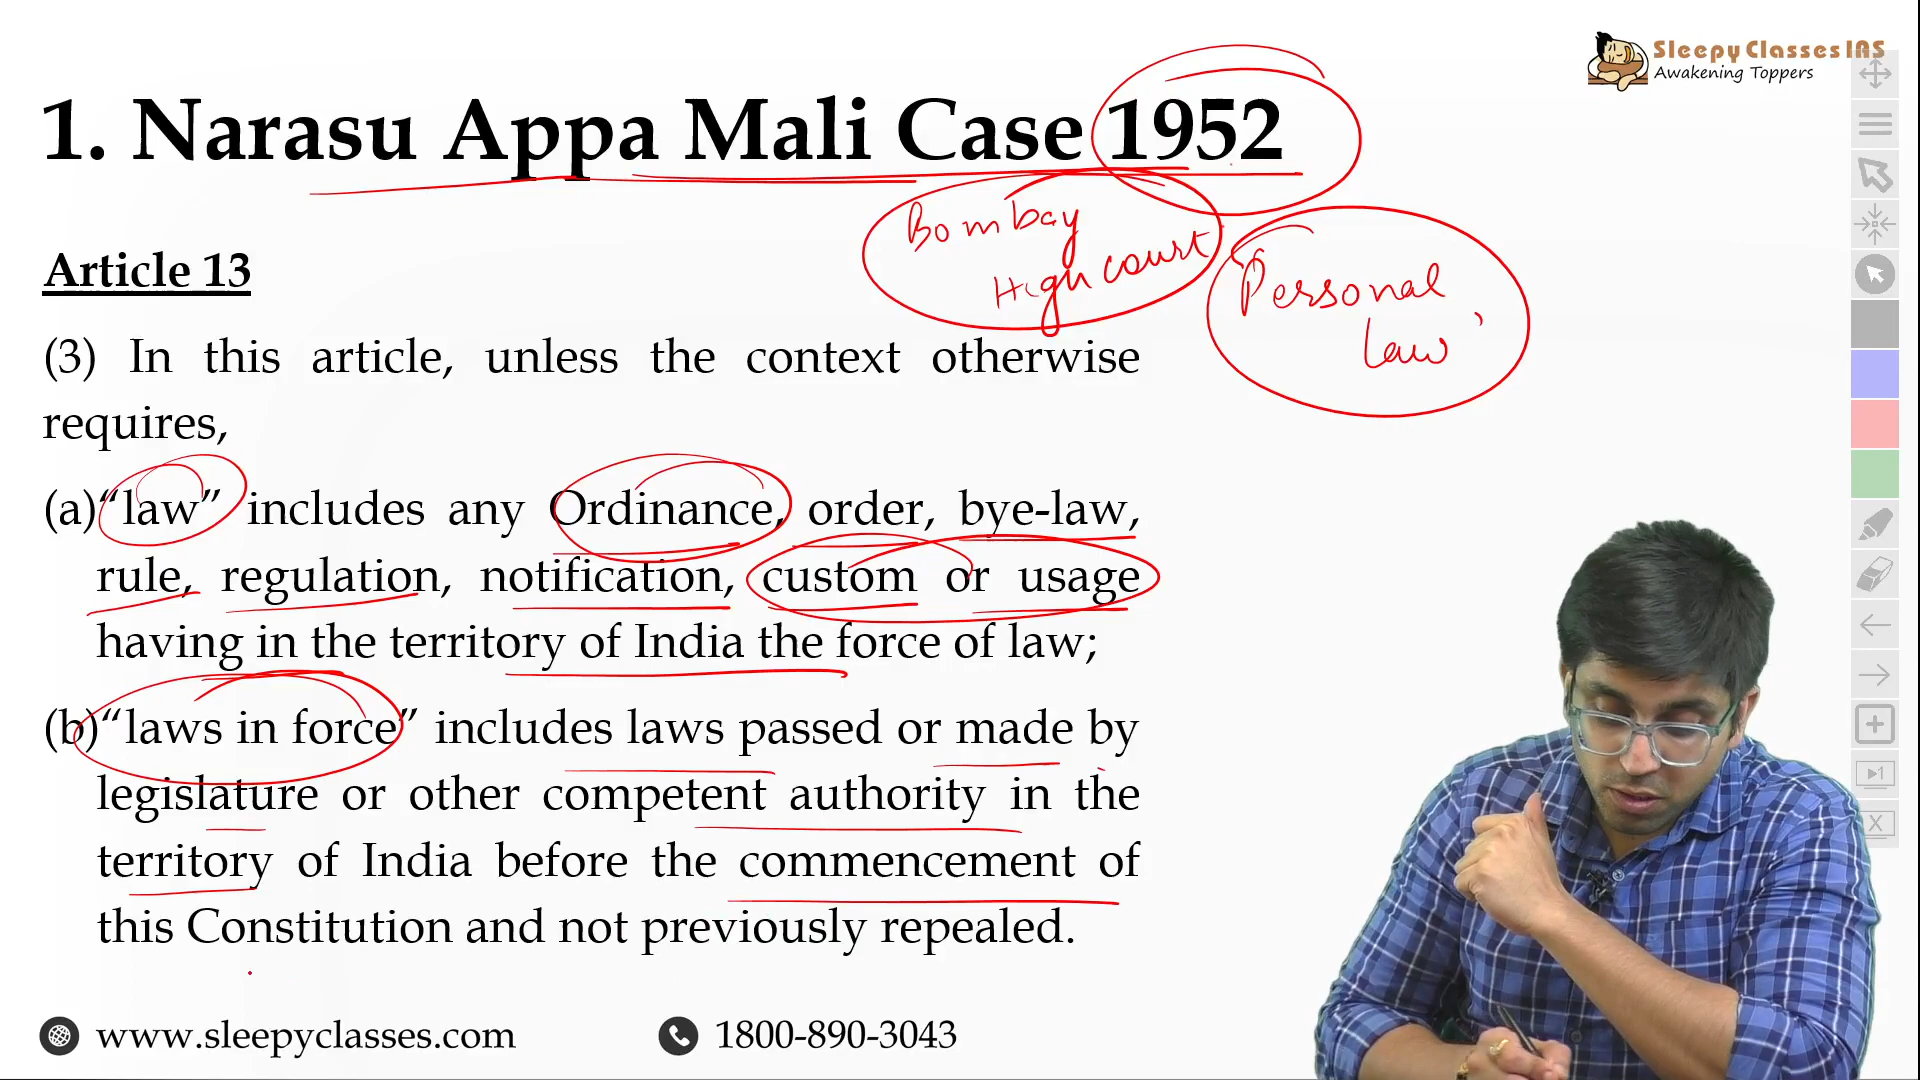 Sleepy Classes IAS
Awakening Toppers
1. Narasu Appa Mali Case 1952
Bombay
High court
Personal
law
Article 13
(3) In this article, unless the context otherwise
requires,
(a)“law” includes any Ordinance, order, bye-law,
rule, regulation, notification, custom or usage
having in the territory of India the force of law;
(b)“laws in force” includes laws passed or made by
legislature or other competent authority in the
territory of India before the commencement of
this Constitution and not previously repealed.
www.sleepyclasses.com
1800-890-3043